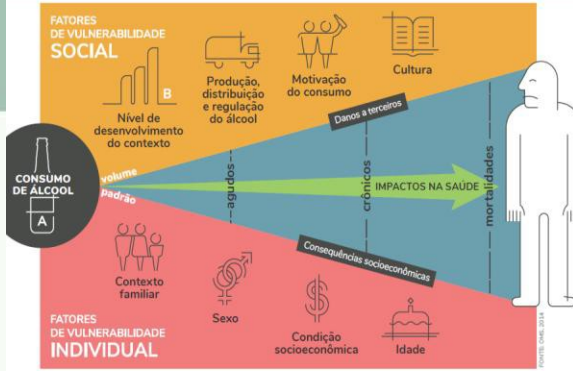 FATORES
DE VULNERABILIDADE
SOCIAL
B
Nível de
desenvolvimento
do contexto
Produção,
distribuição
e regulação
do álcool
Motivação
do consumo
Cultura
Danos a terceiros
CONSUMO
DE ÁLCOOL
A
volume
padrão
agudos
crônicos
mortalidades
IMPACTOS NA SAÚDE
Consequências socioeconômicas
Contexto
familiar
Sexo
Condição
socioeconômica
Idade
FATORES
DE VULNERABILIDADE
INDIVIDUAL
FONTE: OMS, 2014